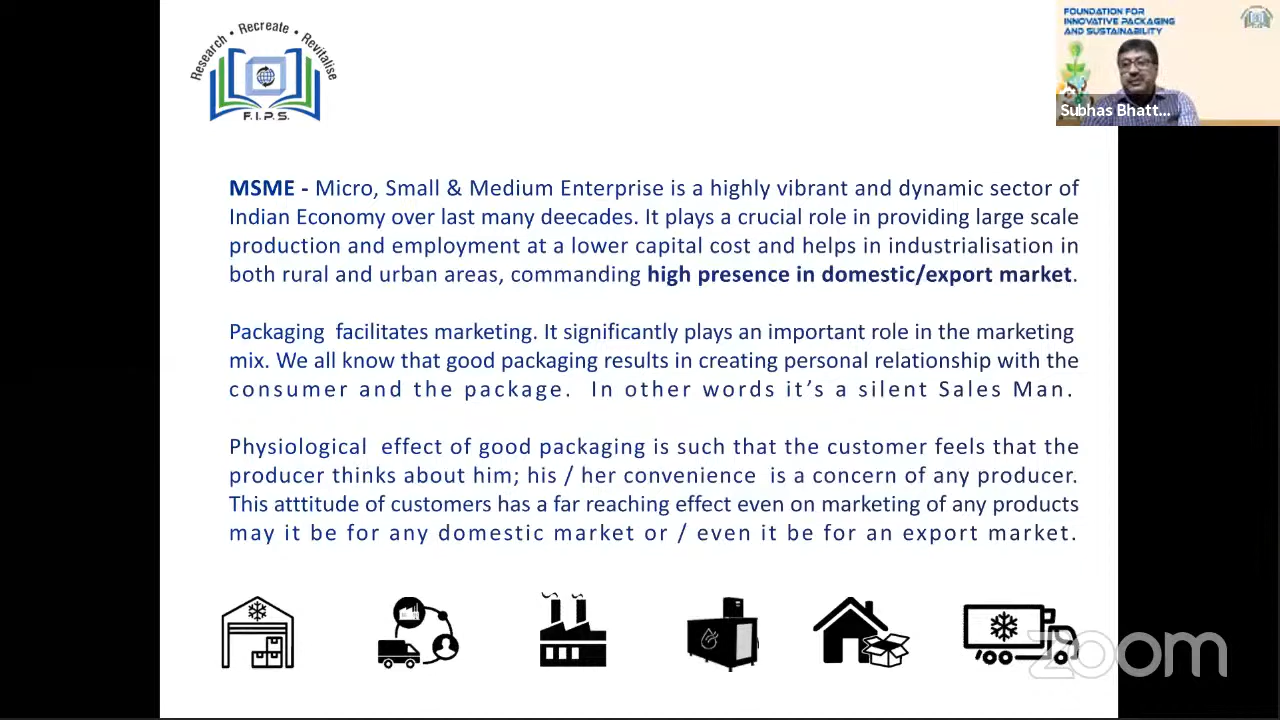 Research • Recreate • Revitalise
F.I.P.S.
FOUNDATION FOR
INNOVATIVE PACKAGING
AND SUSTAINABILITY
Subhas Bhatt...
MSME - Micro, Small & Medium Enterprise is a highly vibrant and dynamic sector of
Indian Economy over last many deecades. It plays a crucial role in providing large scale
production and employment at a lower capital cost and helps in industrialisation in
both rural and urban areas, commanding high presence in domestic/export market.
Packaging facilitates marketing. It significantly plays an important role in the marketing
mix. We all know that good packaging results in creating personal relationship with the
consumer and the package. In other words it's a silent Sales Man.
Physiological effect of good packaging is such that the customer feels that the
producer thinks about him; his / her convenience is a concern of any producer.
This atttitude of customers has a far reaching effect even on marketing of any products
may it be for any domestic market or / even it be for an export market.
zoom